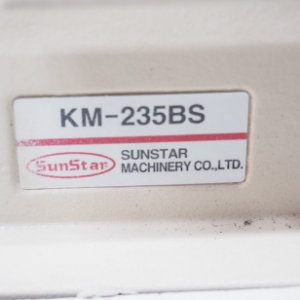 KM-235BS
SunStar
SUNSTAR
MACHINERY CO.,LTD.